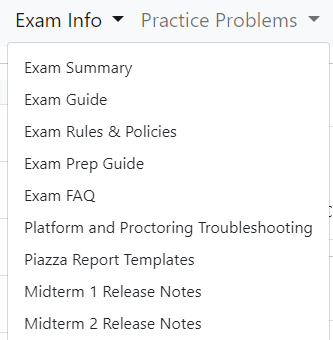 Exam Info Practice Problems
Exam Summary
Exam Guide
Exam Rules & Policies
Exam Prep Guide
Exam FAQ
Platform and Proctoring Troubleshooting
Piazza Report Templates
Midterm 1 Release Notes
Midterm 2 Release Notes